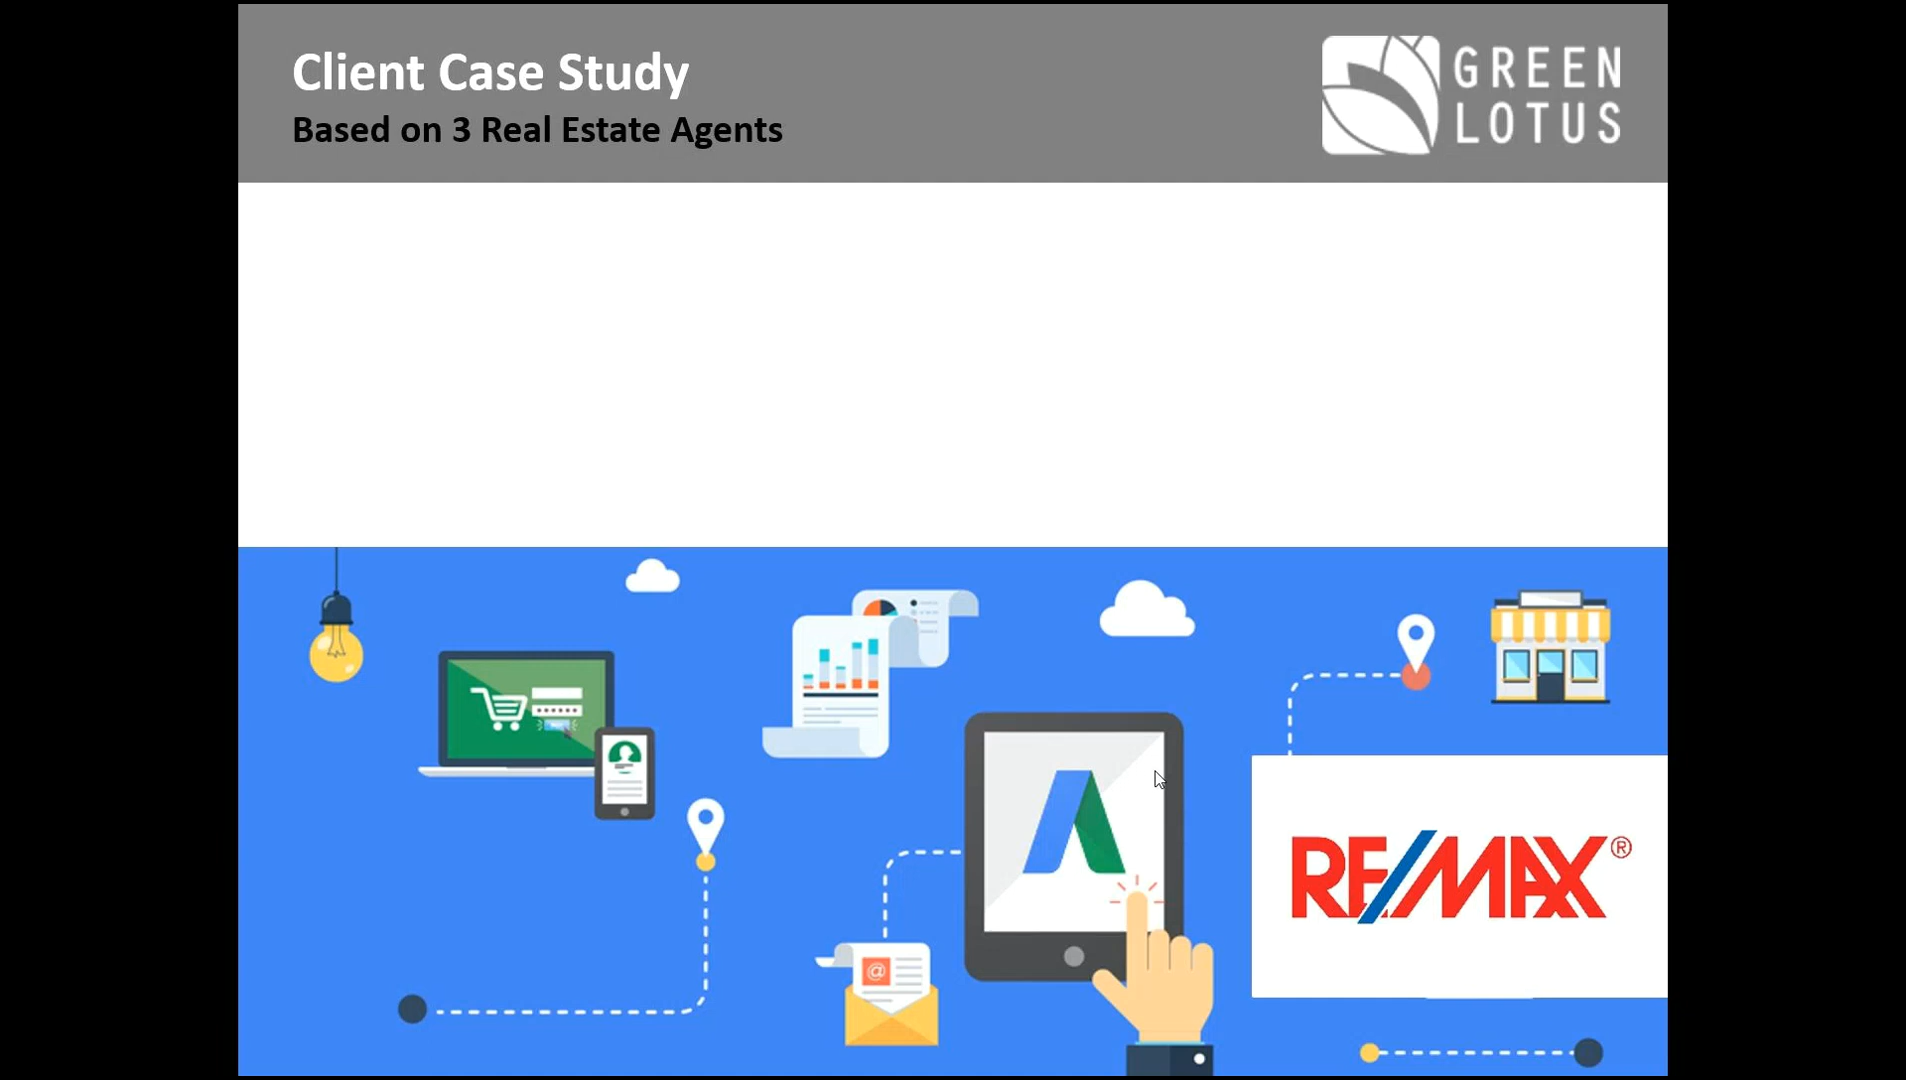 Client Case Study
Based on 3 Real Estate Agents
GREEN
LOTUS
@
RE/MAX®